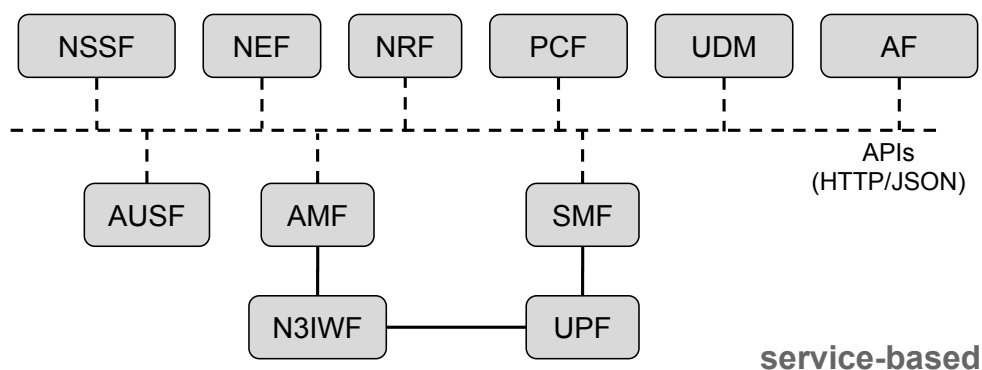 NSSF
NEF
NRF
PCF
UDM
AF
APIs
(HTTP/JSON)
AUSF
AMF
SMF
N3IWF
UPF
service-based